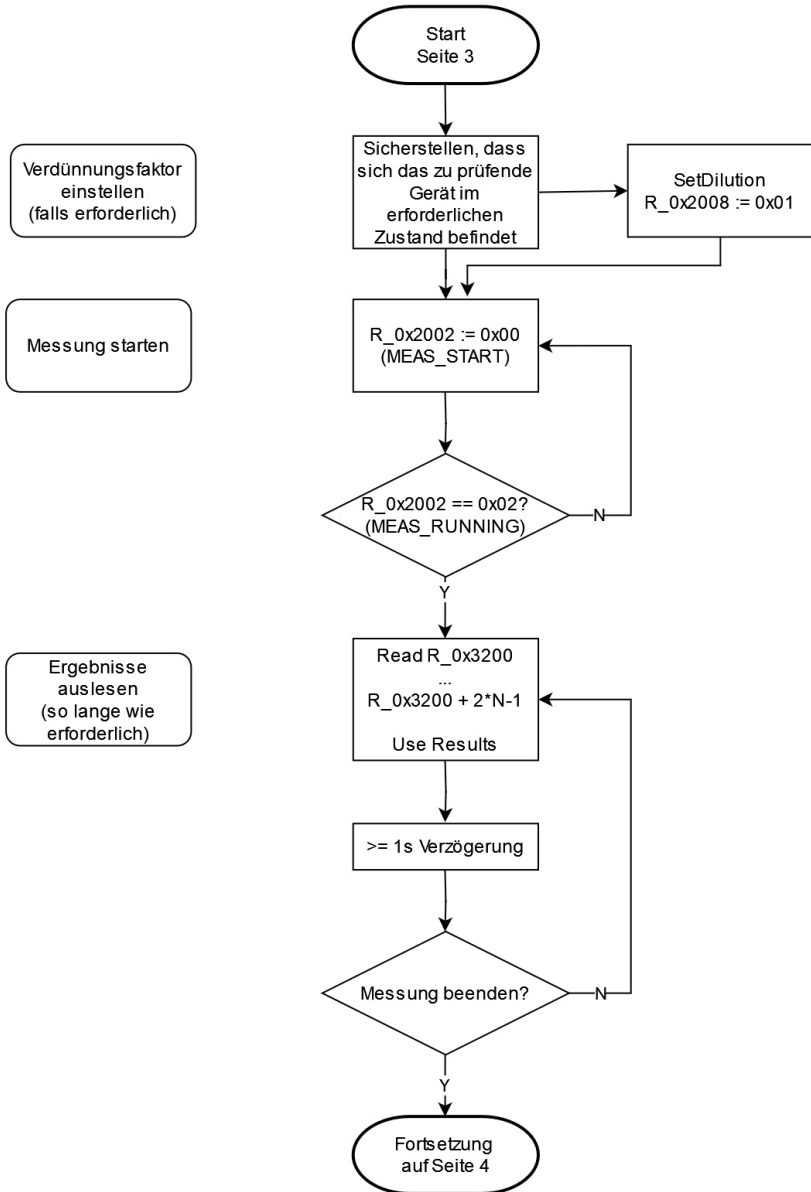 Start
Seite 3
Verdünnungsfaktor
einstellen
(falls erforderlich)
Sicherstellen, dass
sich das zu prüfende
Gerät im
erforderlichen
Zustand befindet
SetDilution
R_0x2008 := 0x01
Messung starten
R_0x2002 := 0x00
(MEAS_START)
R_0x2002 == 0x02?
(MEAS_RUNNING)
N
Y
Ergebnisse
auslesen
(so lange wie
erforderlich)
Read R_0x3200
...
R_0x3200 + 2*N-1
Use Results
>= 1s Verzögerung
Messung beenden?
N
Y
Fortsetzung
auf Seite 4